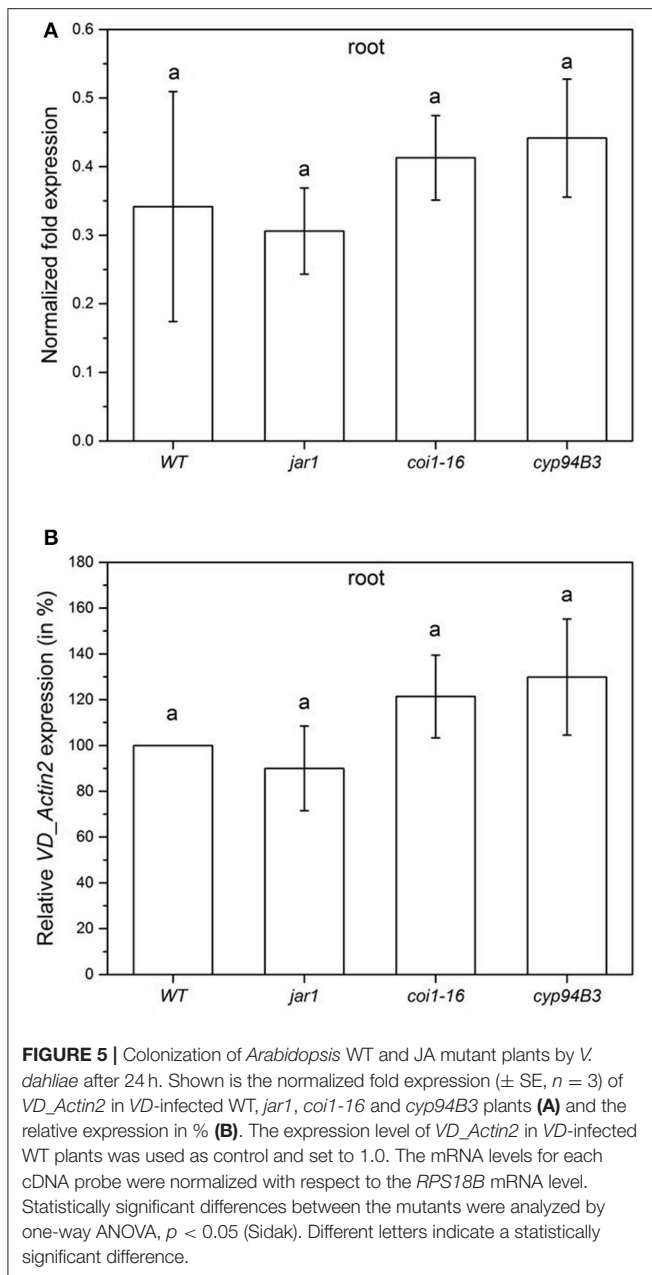 A
root
0.6
0.5
0.4
0.3
0.2
0.1
0.0
Normalized fold expression
a
a
a
a
WT
jar1
coi1-16
cyp94B3
B
root
180
160
140
120
100
80
60
40
20
0
Relative VD_Actin2 expression (in %)
a
a
a
a
WT
jar1
coi1-16
cyp94B3
FIGURE 5 | Colonization of Arabidopsis WT and JA mutant plants by V.
dahliae after 24 h. Shown is the normalized fold expression (± SE, n = 3) of
VD_Actin2 in VD-infected WT, jar1, coi1-16 and cyp94B3 plants (A) and the
relative expression in % (B). The expression level of VD_Actin2 in VD-infected
WT plants was used as control and set to 1.0. The mRNA levels for each
cDNA probe were normalized with respect to the RPS18B mRNA level.
Statistically significant differences between the mutants were analyzed by
one-way ANOVA, p < 0.05 (Sidak). Different letters indicate a statistically
significant difference.